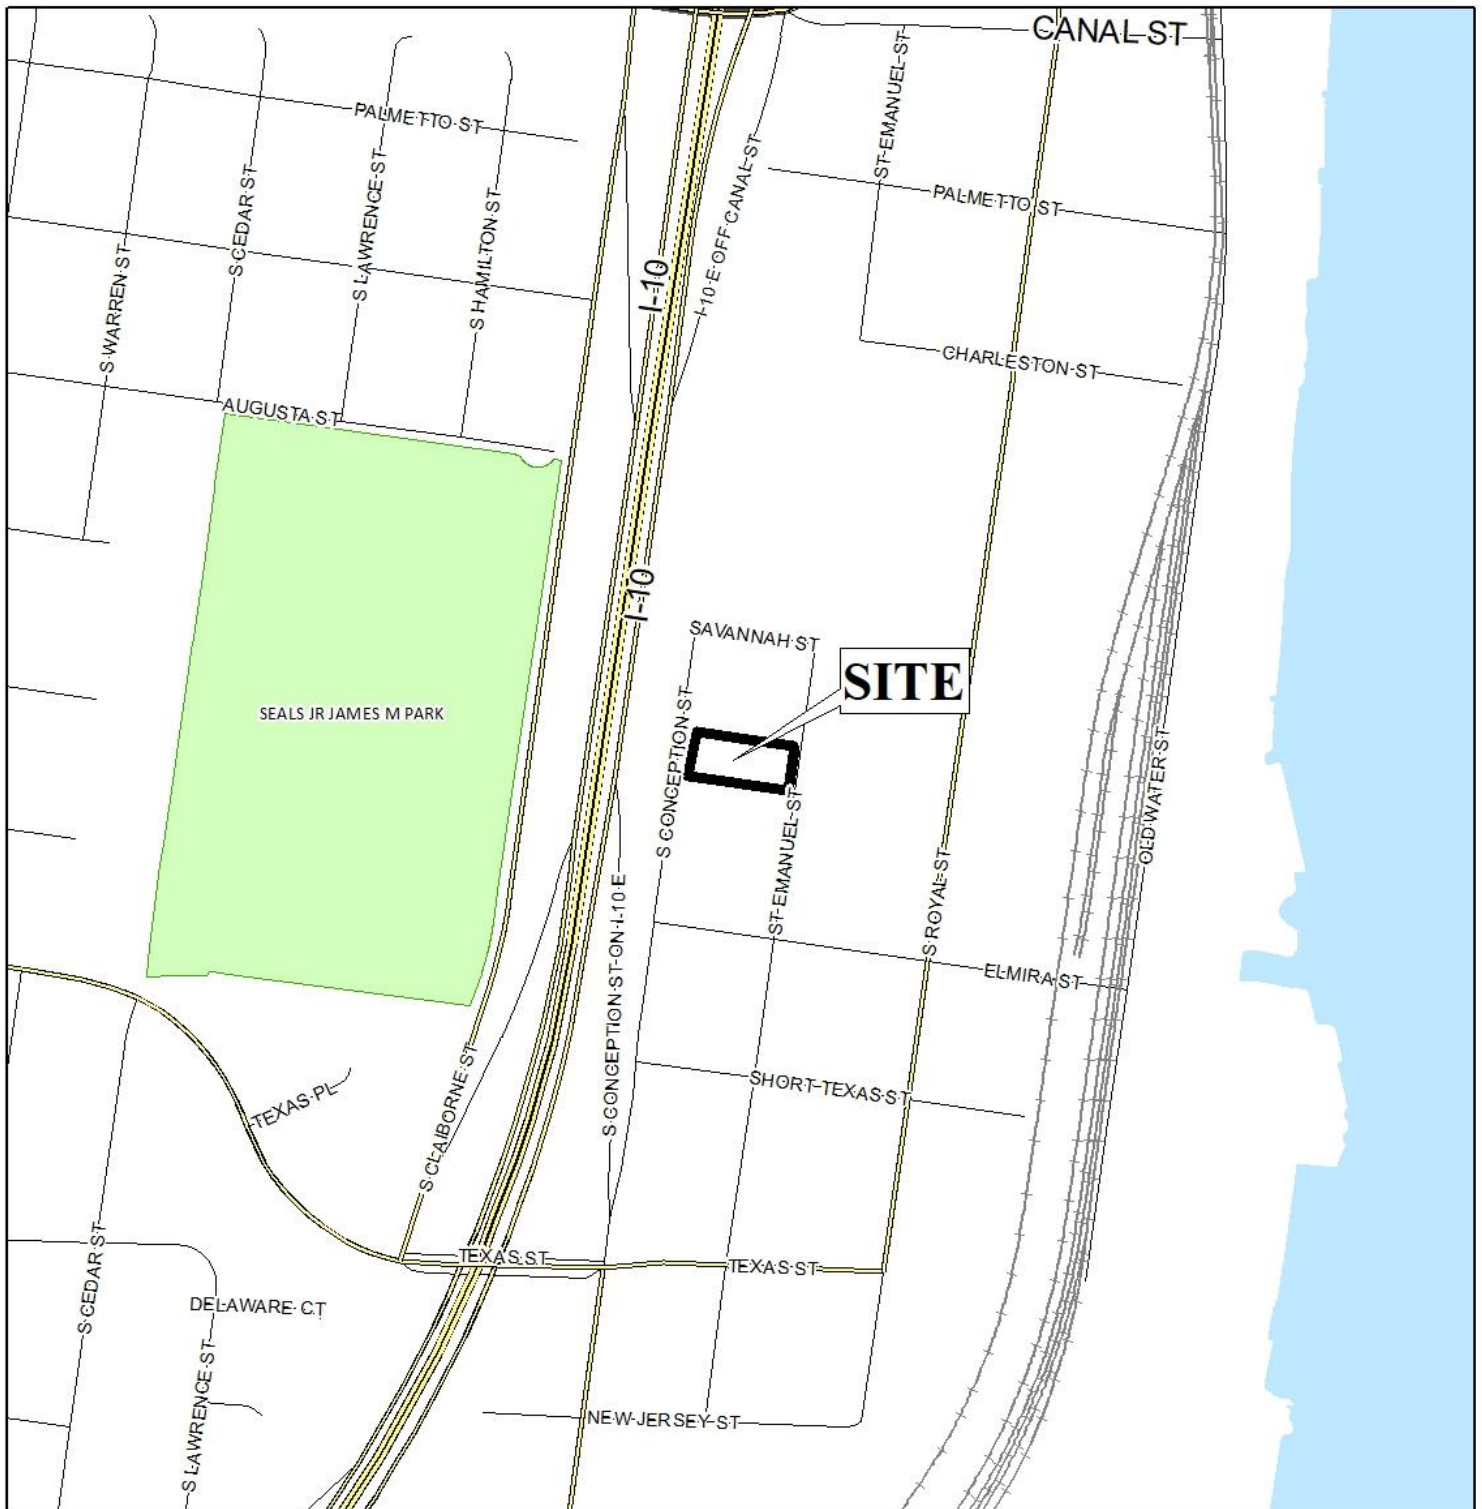 CANAL ST
ST EMANUEL ST
PALMETTO ST
I-10 E OFF CANAL ST
S LAWRENCE ST
S CEDAR ST
S HAMILTON ST
PALMETTO ST
S WARREN ST
I-10
CHARLESTON ST
AUGUSTA ST
I-10
SAVANNAH ST
SITE
SEALS JR JAMES M PARK
S CONCEPTION ST
OLD WATER ST
ST EMANUEL ST
S ROYAL ST
S CONCEPTION ST ON I-10 E
ELMIRA ST
SHORT TEXAS ST
TEXAS PL
S CLAIBORNE ST
TEXAS ST
TEXAS ST
S CEDAR ST
DELAWARE CT
S LAWRENCE ST
NEW JERSEY ST